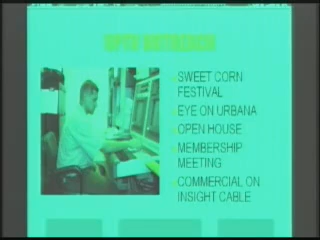 SWEET CORN
FESTIVAL
EYE ON URBANA
OPEN HOUSE
MEMBERSHIP
MEETING
COMMERCIAL ON
INSIGHT CABLE